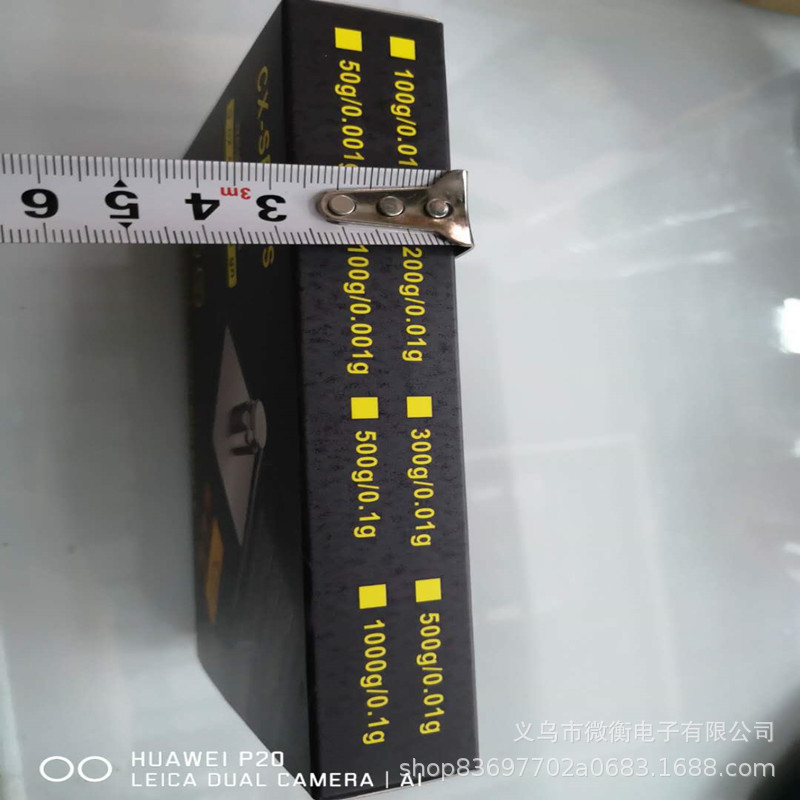 CX-S
6 5 4 3m 3
100g/0.01
200g/0.01g
300g/0.01g
500g/0.01g
50g/0.001g
100g/0.001g
500g/0.1g
1000g/0.1g
义乌市微衡电子有限公司
shop83697702a0683.1688.com
HUAWEI P20
LEICA DUAL CAMERA | AI